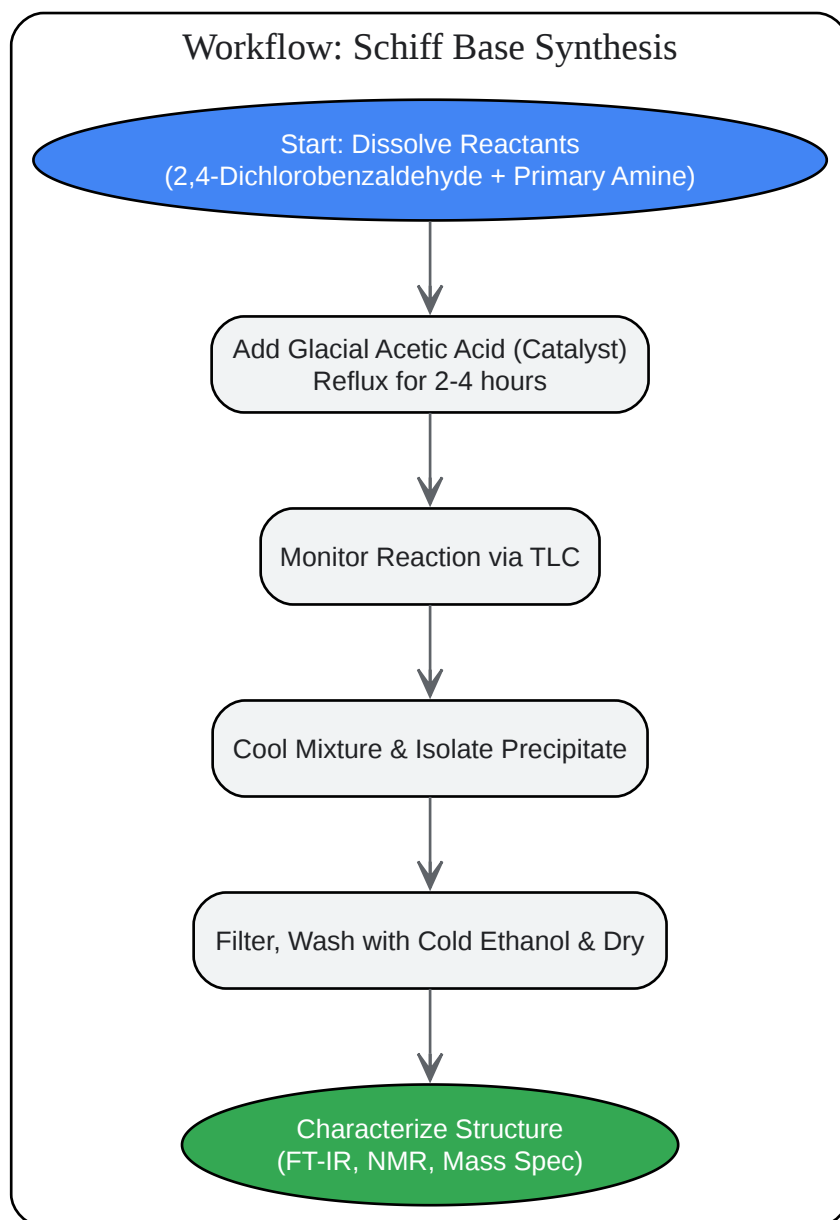 Workflow: Schiff Base Synthesis
Start: Dissolve Reactants
(2,4-Dichlorobenzaldehyde + Primary Amine)
Add Glacial Acetic Acid (Catalyst)
Reflux for 2-4 hours
Monitor Reaction via TLC
Cool Mixture & Isolate Precipitate
Filter, Wash with Cold Ethanol & Dry
Characterize Structure
(FT-IR, NMR, Mass Spec)